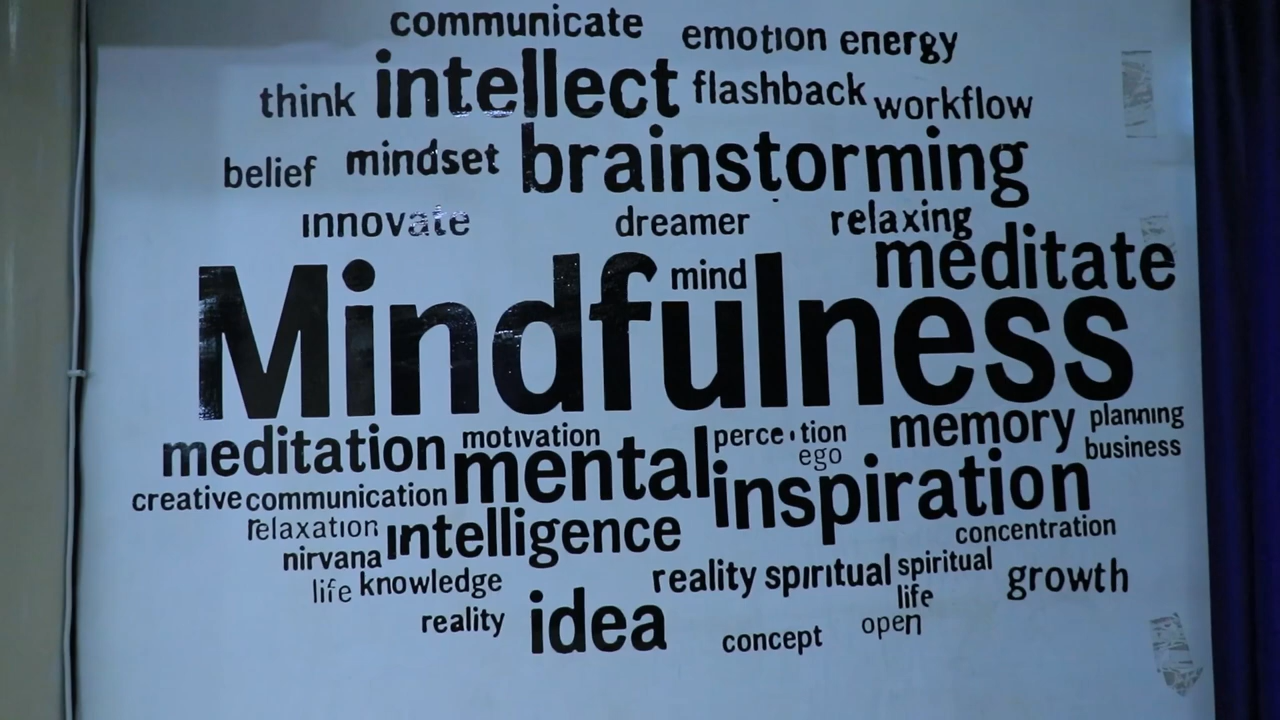 communicate emotion energy
think intellect flashback workflow
belief mindset brainstorming
innovate dreamer relaxing
mind meditate
Mindfulness
meditation motivation perce tion memory planning
mental ego business
creative communication inspiration
relaxation intelligence concentration
nirvana reality spiritual spiritual growth
life knowledge life
reality idea concept open